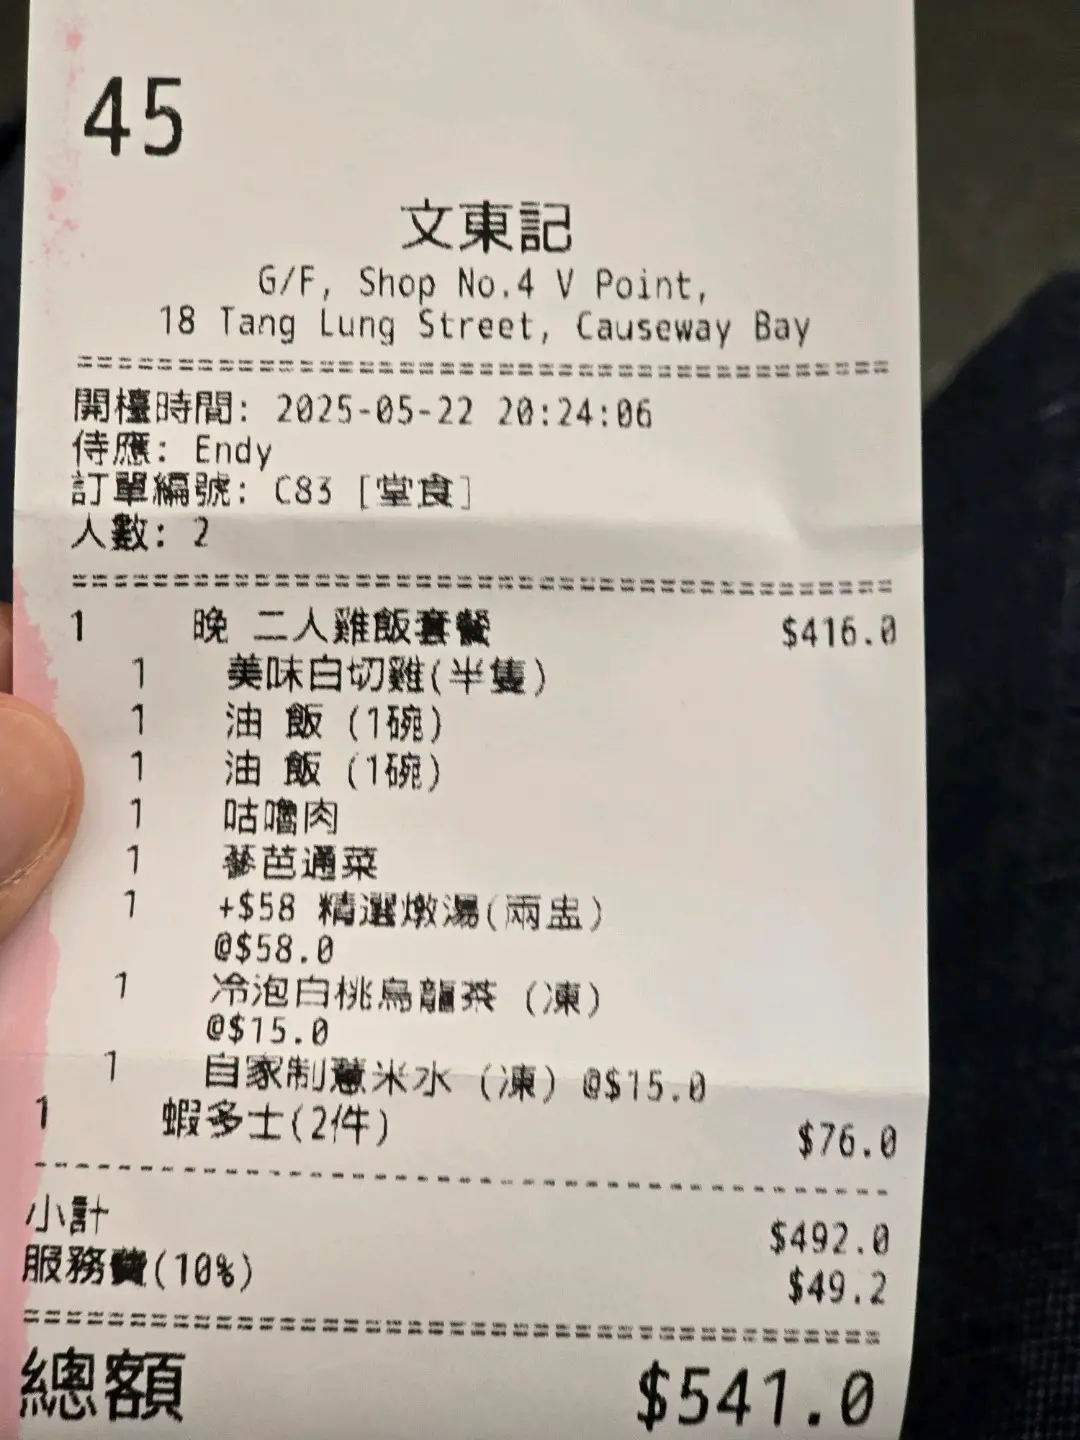 45
文東記
G/F, Shop No.4 V Point,
18 Tang Lung Street, Causeway Bay
開檯時間: 2025-05-22 20:24:06
侍應: Endy
訂單編號: C83 [堂食]
人數: 2
1 晚 二人雞飯套餐 $416.0
1 美味白切雞(半隻)
1 油 飯 (1碗)
1 油 飯 (1碗)
1 咕嚕肉
1 蔘芭通菜
1 +$58 精選燉湯(兩盅)
@$58.0
1 冷泡白桃烏龍茶 (凍)
@$15.0
1 自家制薏米水 (凍) @$15.0
1 蝦多士(2件) $76.0
小計 $492.0
服務費(10%) $49.2
總額 $541.0